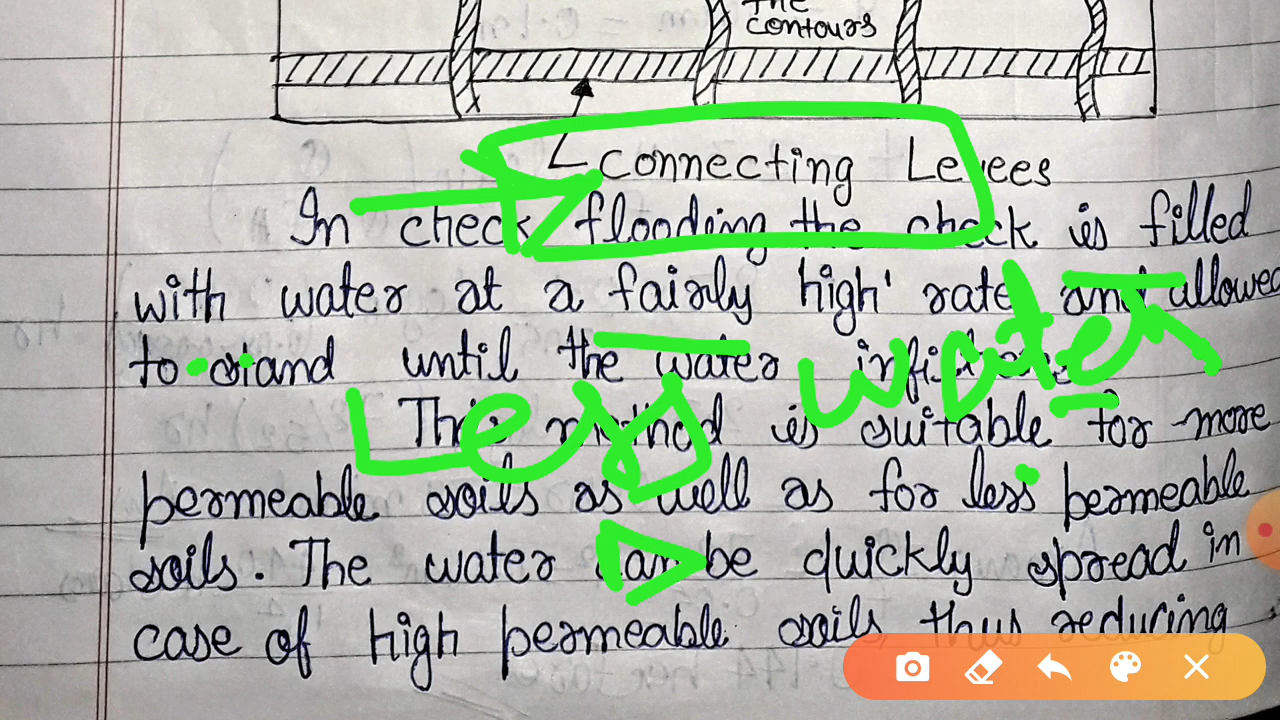 the
contours
Connecting Levees
In check flooding the check is filled
with water at a fairly high rate and allowed
to stand until the water infiltrates
Less water
This method is suitable for more
permeable soils as well as for less permeable
soils. The water can be quickly spread in
case of high permeable soils thus reducing